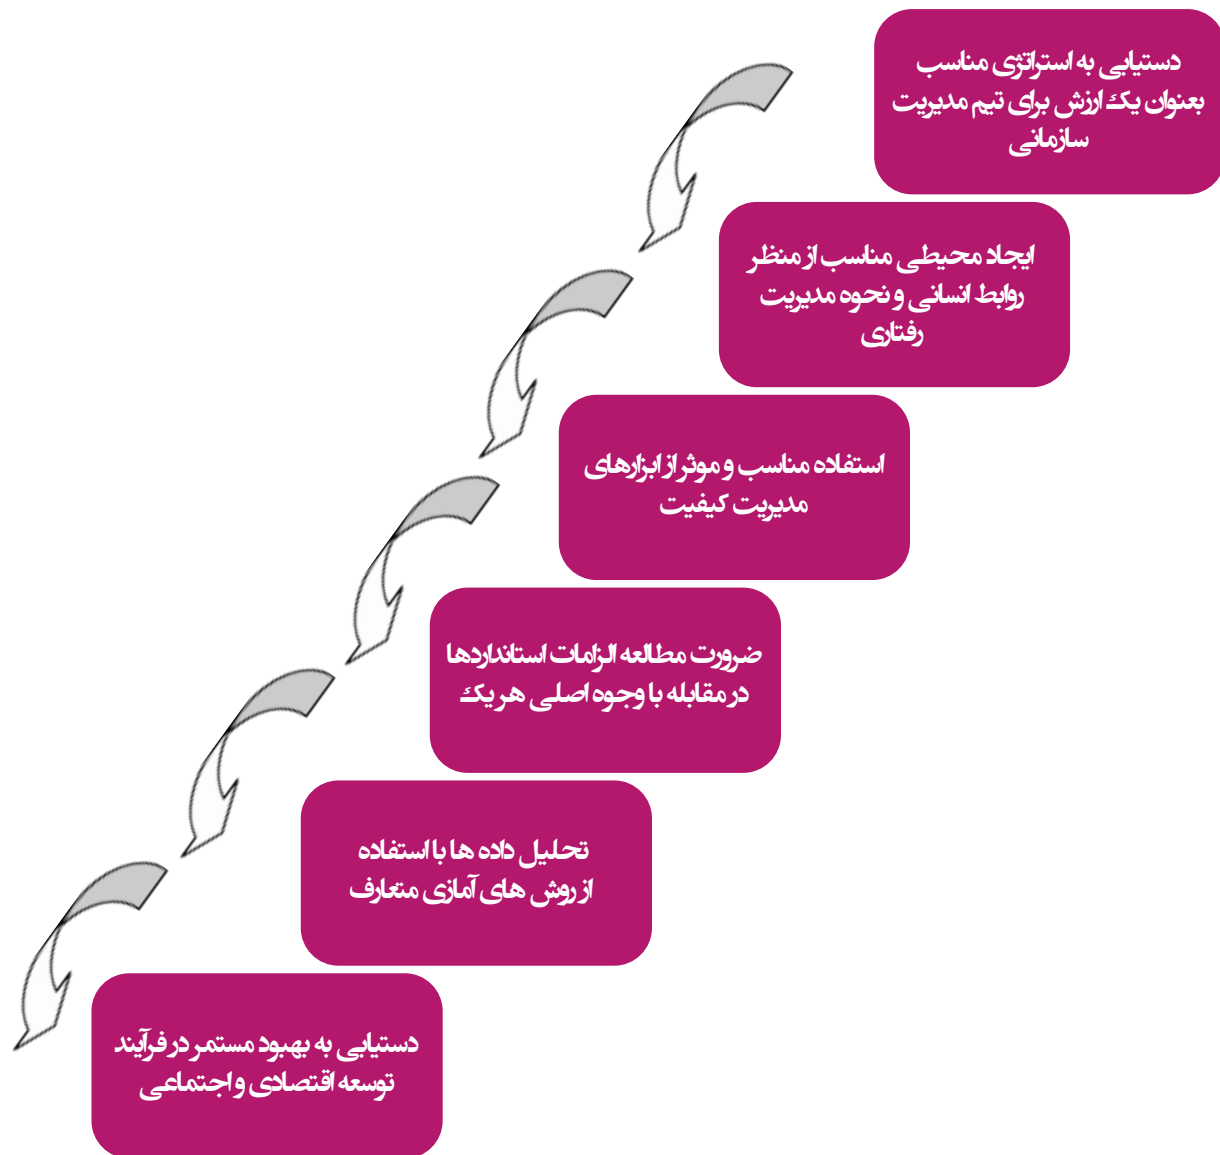 دستیابی به استراتژی مناسب
بعنوان یک ارزش برای تیم مدیریت
سازمانی
ایجاد محیطی مناسب از منظر
روابط انسانی و نحوه مدیریت
رفتاری
استفاده مناسب و موثر از ابزارهای
مدیریت کیفیت
ضرورت مطالعه الزامات استانداردها
در مقابله با وجوه اصلی هر یک
تحلیل داده ها با استفاده
از روش های آمازی متعارف
دستیابی به بهبود مستمر در فرآیند
توسعه اقتصادی و اجتماعی